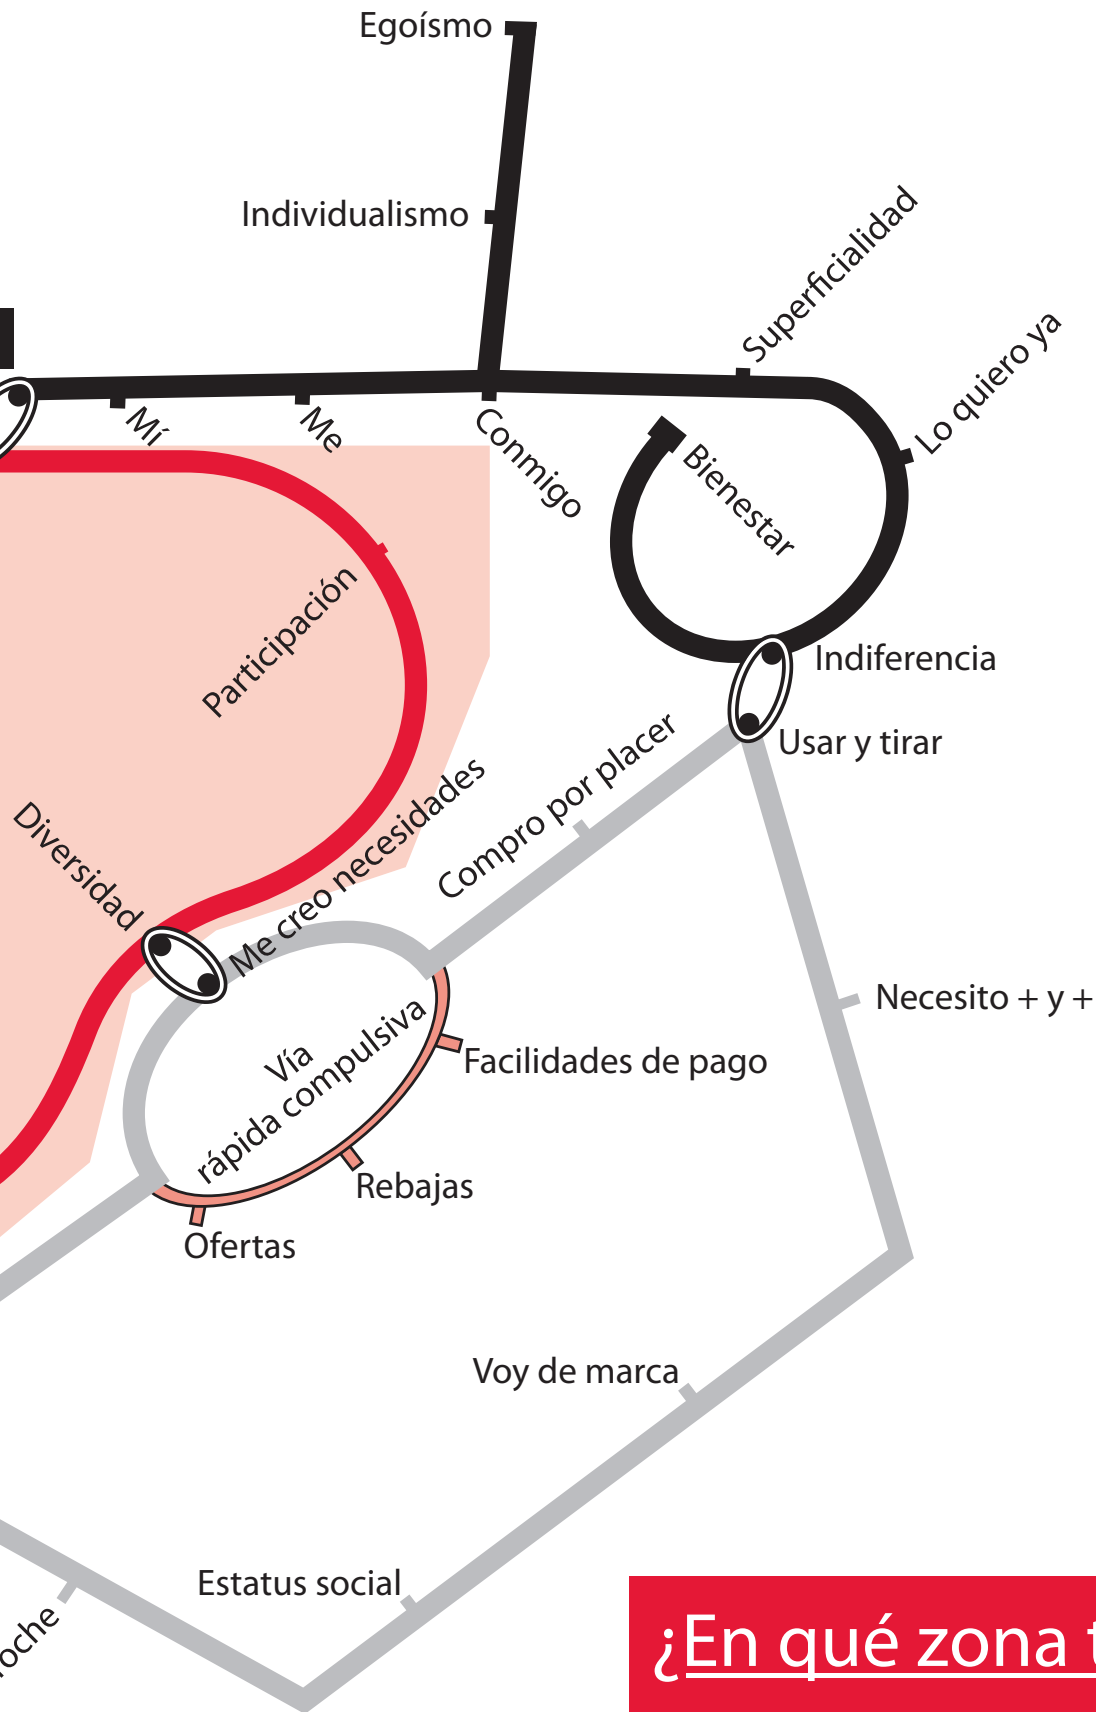 Egoísmo
Individualismo
Superficialidad
Lo quiero ya
Mí
Me
Conmigo
Bienestar
Participación
Indiferencia
Usar y tirar
Compro por placer
Diversidad
Me creo necesidades
Necesito + y +
Vía
rápida compulsiva
Facilidades de pago
Rebajas
Ofertas
Voy de marca
Estatus social
oche
¿En qué zona t